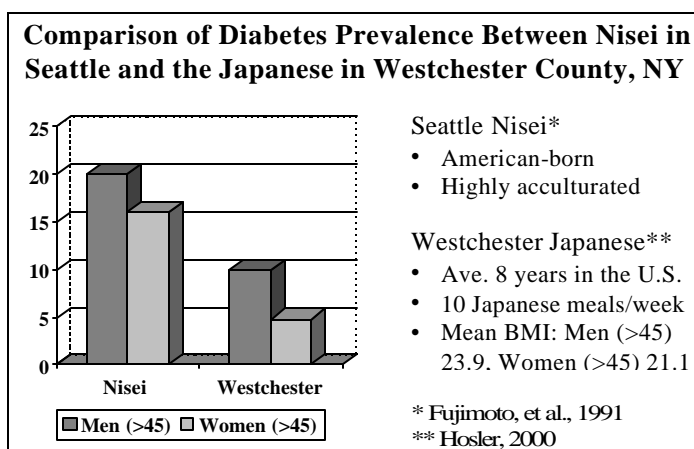 Comparison of Diabetes Prevalence Between Nisei in
Seattle and the Japanese in Westchester County, NY
25
20
15
10
5
0
Nisei
Westchester
Men (>45) Women (>45)
Seattle Nisei*
• American-born
• Highly acculturated
Westchester Japanese**
• Ave. 8 years in the U.S.
• 10 Japanese meals/week
• Mean BMI: Men (>45)
23.9, Women (>45) 21.1
* Fujimoto, et al., 1991
** Hosler, 2000